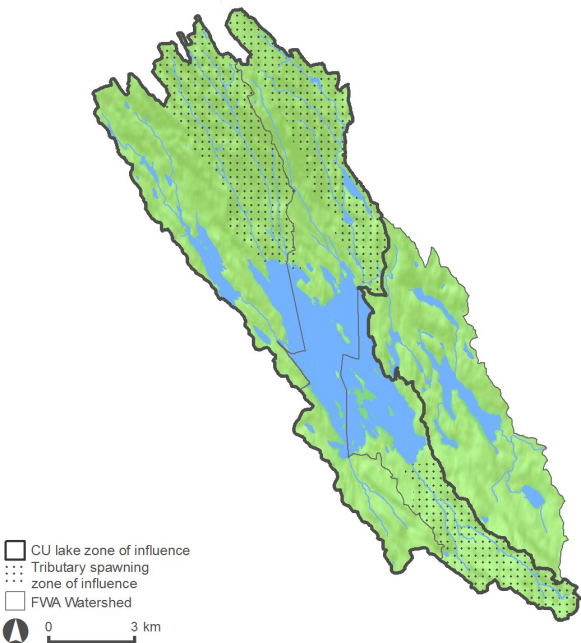 CU lake zone of influence
Tributary spawning
zone of influence
FWA Watershed
0 3 km